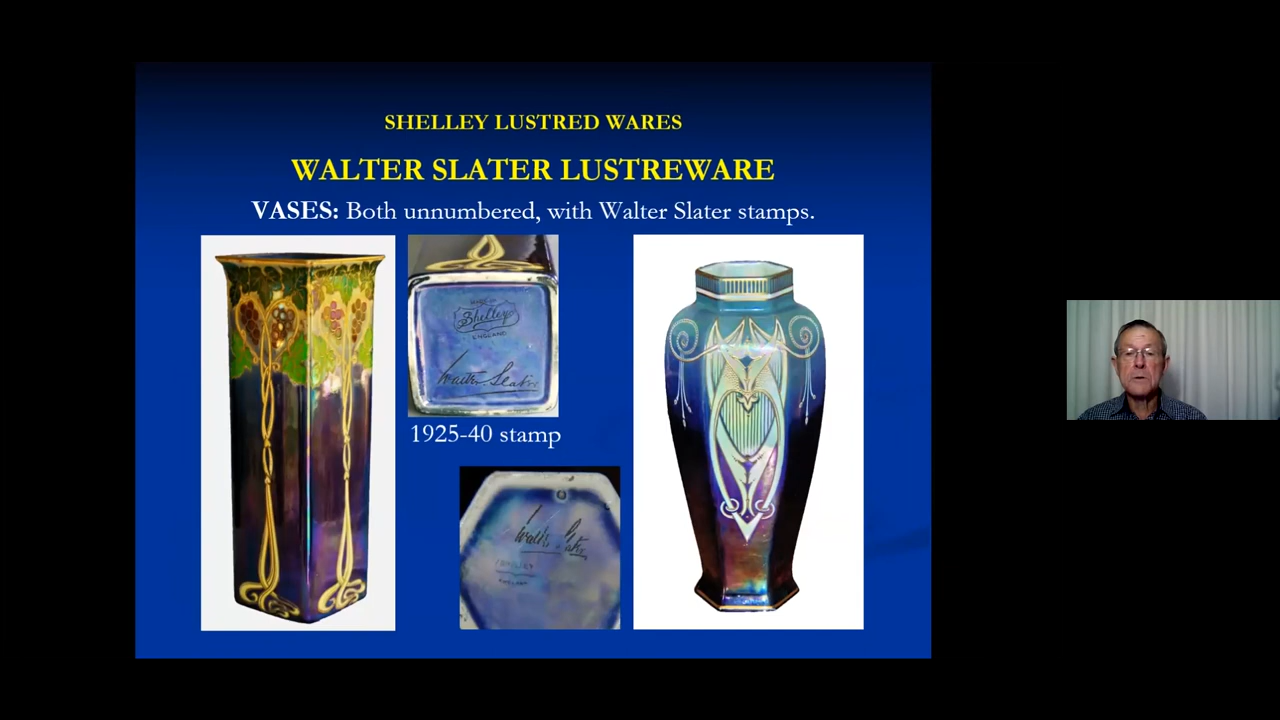 SHELLEY LUSTRED WARES
WALTER SLATER LUSTREWARE
VASES: Both unnumbered, with Walter Slater stamps.
Shelley
ENGLAND
Walter Slater
1925-40 stamp
Walter Slater
ENGLAND